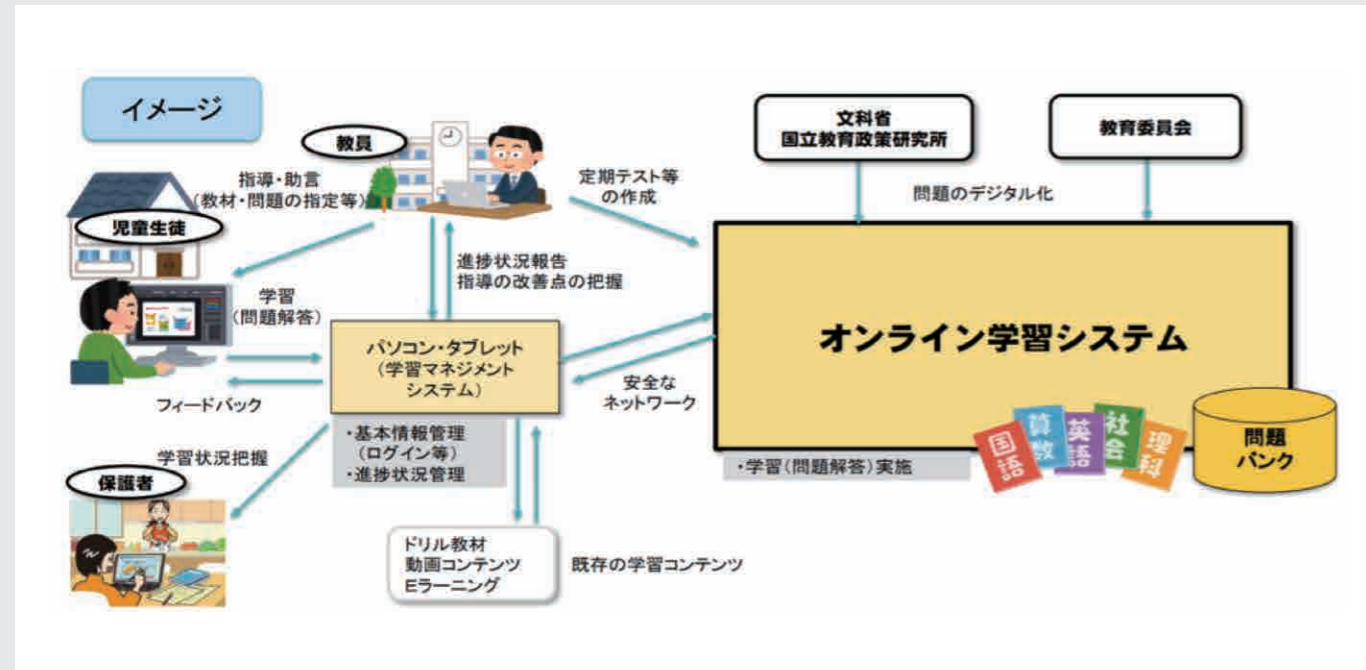 イメージ
教員
文科省
国立教育政策研究所
教育委員会
指導・助言
(教材・問題の指定等)
定期テスト等
の作成
問題のデジタル化
児童生徒
進捗状況報告
指導の改善点の把握
学習
(問題解答)
パソコン・タブレット
(学習マネジメント
システム)
オンライン学習システム
安全な
ネットワーク
フィードバック
・基本情報管理
(ログイン等)
・進捗状況管理
国語
算数
英語
社会
理科
問題
バンク
・学習(問題解答)実施
学習状況把握
保護者
ドリル教材
動画コンテンツ
Eラーニング
既存の学習コンテンツ